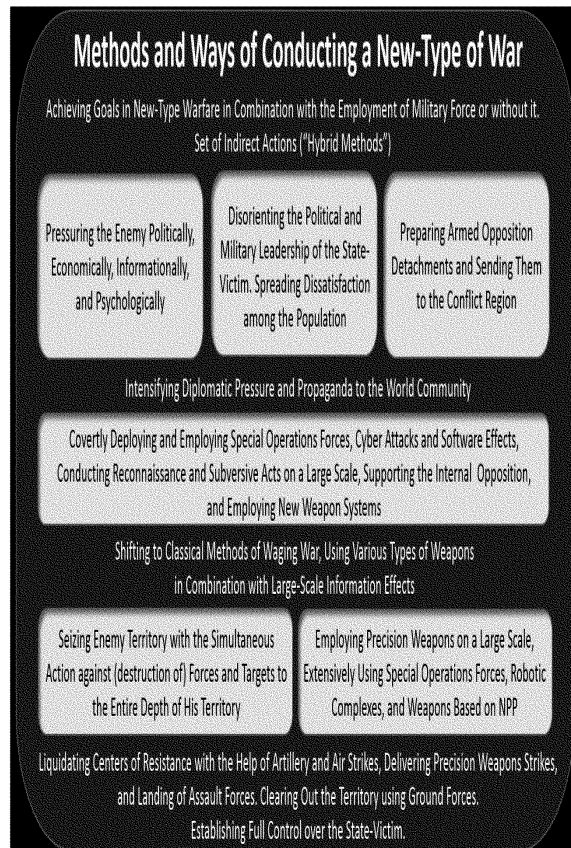 Methods and Ways of Conducting a New-Type of War
Achieving Goals in New-Type Warfare in Combination with the Employment of Military Force or without it.
Set of Indirect Actions ("Hybrid Methods")
Pressuring the Enemy Politically,
Economically, Informationally,
and Psychologically
Disorienting the Political and
Military Leadership of the State-
Victim. Spreading Dissatisfaction
among the Population
Preparing Armed Opposition
Detachments and Sending Them
to the Conflict Region
Intensifying Diplomatic Pressure and Propaganda to the World Community
Covertly Deploying and Employing Special Operations Forces, Cyber Attacks and Software Effects,
Conducting Reconnaissance and Subversive Acts on a Large Scale, Supporting the Internal Opposition,
and Employing New Weapon Systems
Shifting to Classical Methods of Waging War, Using Various Types of Weapons
in Combination with Large-Scale Information Effects
Seizing Enemy Territory with the Simultaneous
Action against (destruction of) Forces and Targets to
the Entire Depth of His Territory
Employing Precision Weapons on a Large Scale,
Extensively Using Special Operations Forces, Robotic
Complexes, and Weapons Based on NPP
Liquidating Centers of Resistance with the Help of Artillery and Air Strikes, Delivering Precision Weapons Strikes,
and Landing of Assault Forces. Clearing Out the Territory using Ground Forces.
Establishing Full Control over the State-Victim.